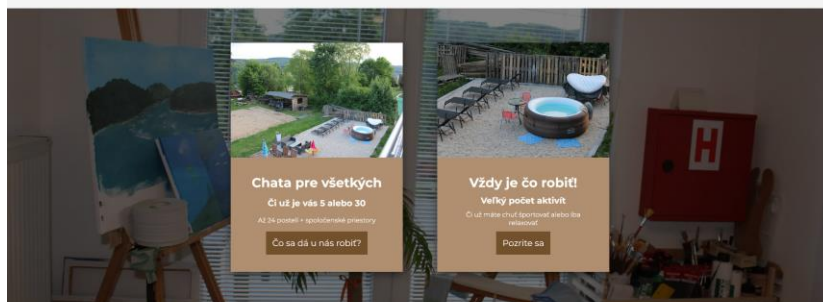 Chata pre všetkých
Či už je vás 5 alebo 30
Až 24 postelí + spoločenské priestory
Čo sa dá u nás robiť?
Vždy je čo robiť!
Veľký počet aktivít
Či už máte chuť športovať alebo iba
relaxovať
Pozrite sa
H